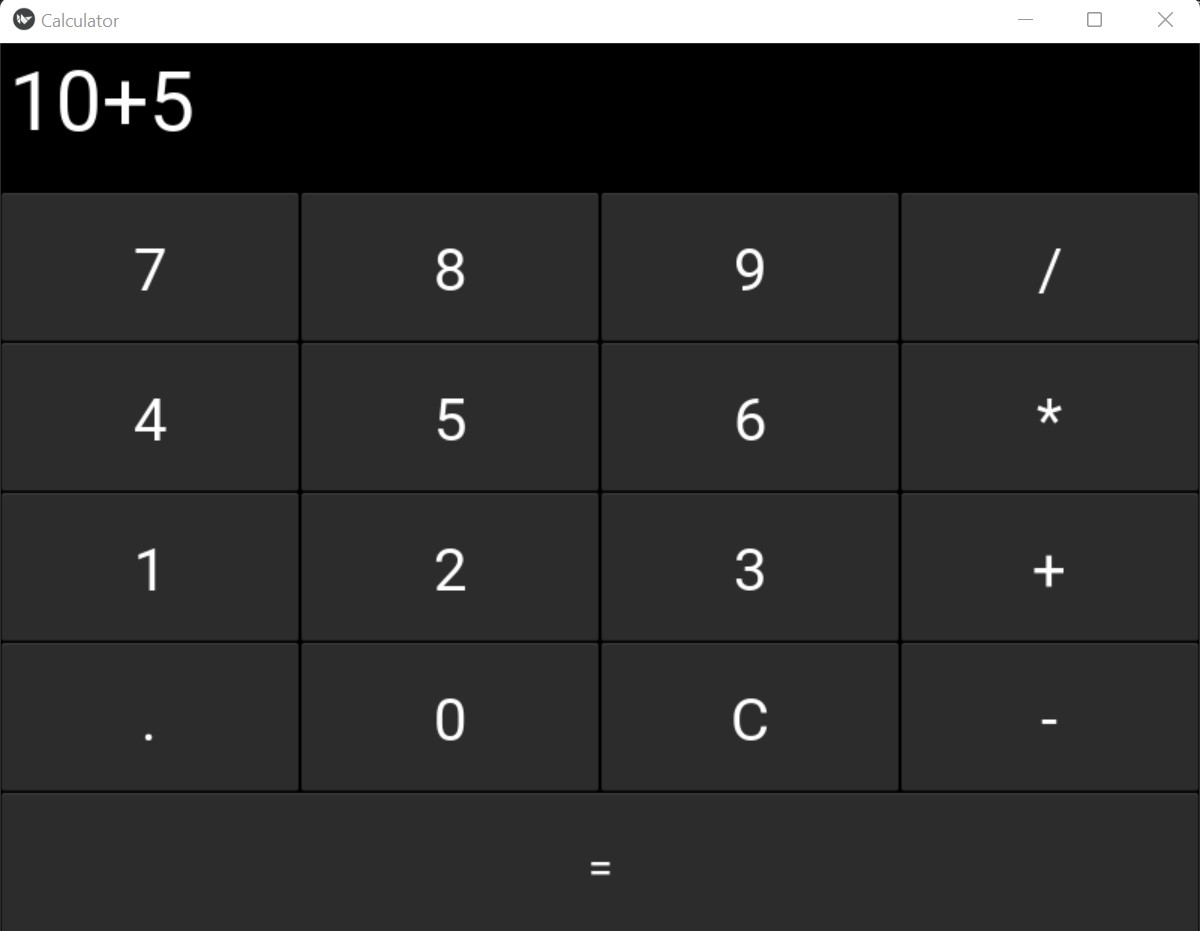 Calculator
10+5
7 8 9 /
4 5 6 *
1 2 3 +
. 0 C -
=